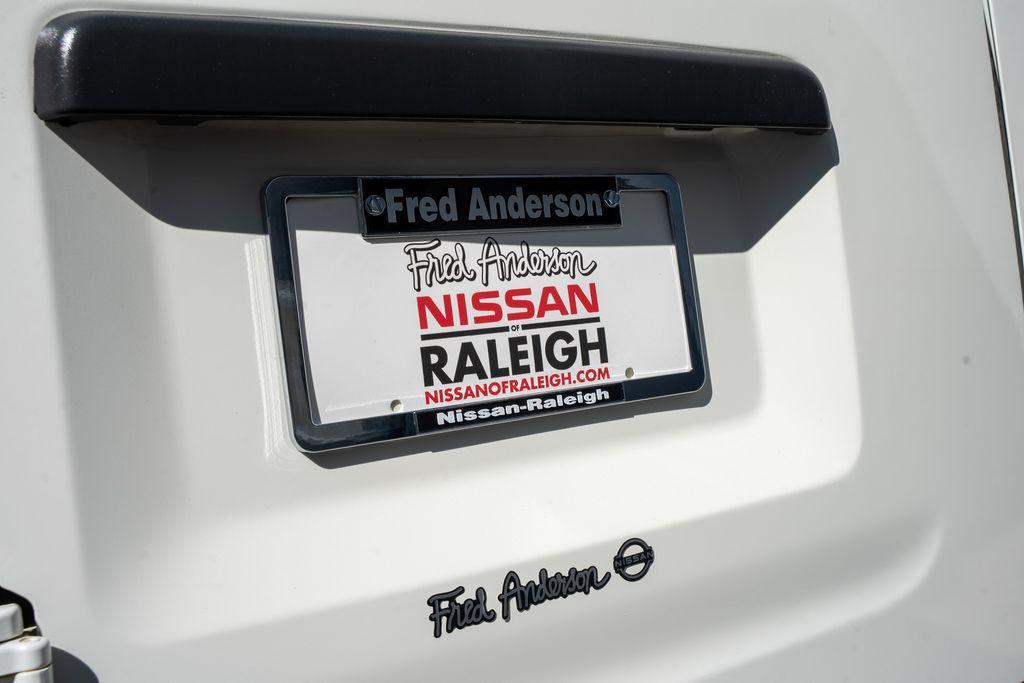 Fred Anderson
Fred Anderson
NISSAN
OF
RALEIGH
NISSANOFRALEIGH.COM
Nissan-Raleigh
Fred Anderson NISSAN